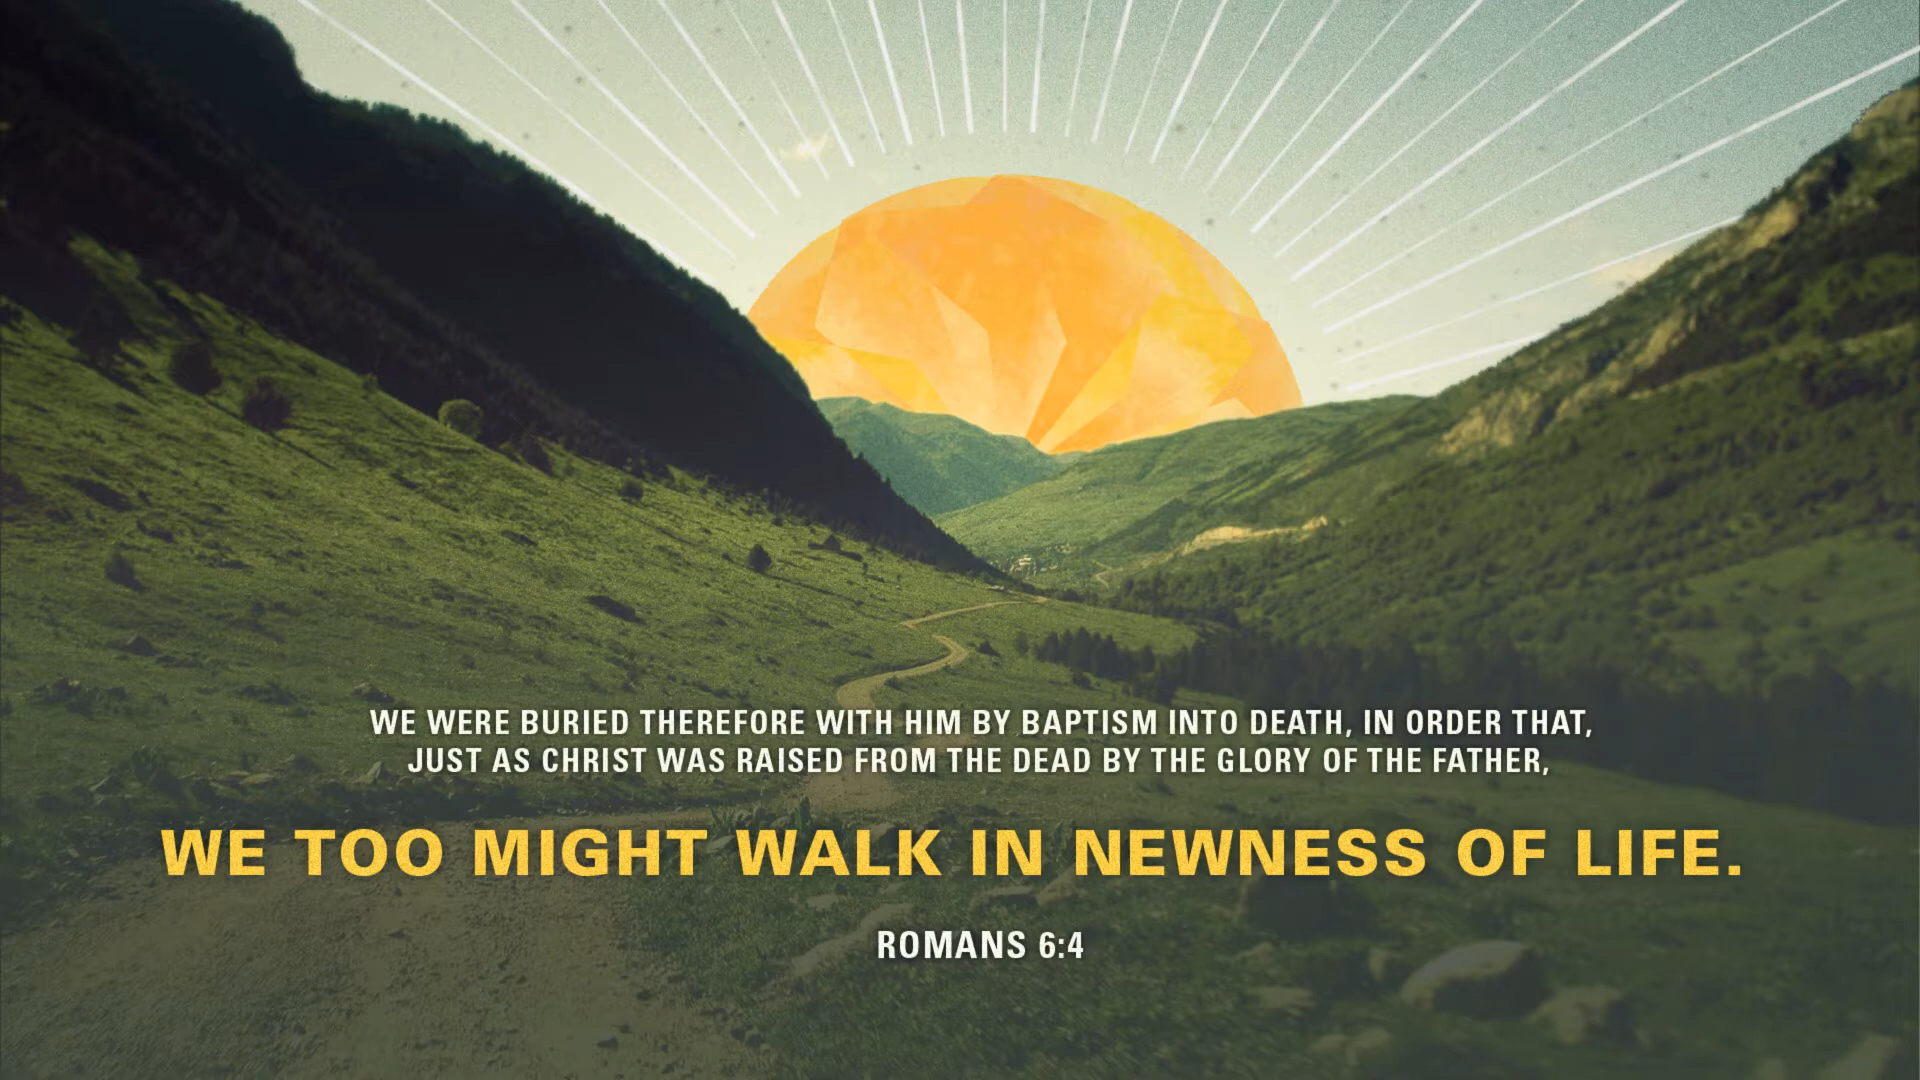 WE WERE BURIED THEREFORE WITH HIM BY BAPTISM INTO DEATH, IN ORDER THAT,
JUST AS CHRIST WAS RAISED FROM THE DEAD BY THE GLORY OF THE FATHER,
WE TOO MIGHT WALK IN NEWNESS OF LIFE.
ROMANS 6:4